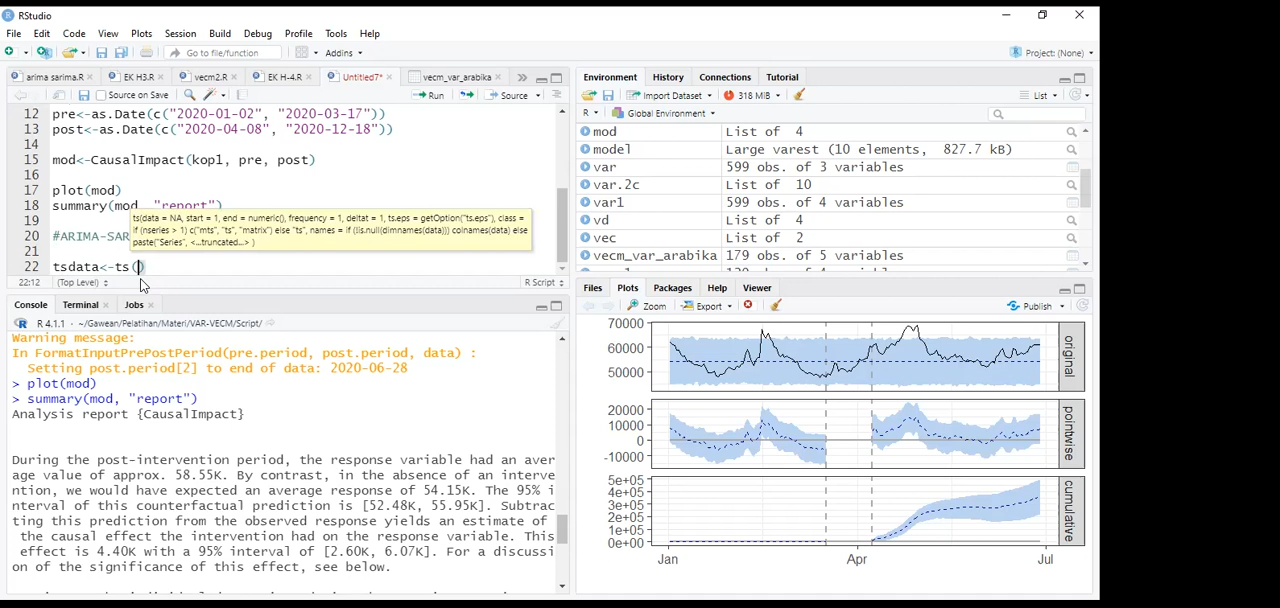 RStudio
File Edit Code View Plots Session Build Debug Profile Tools Help
Go to file/function
Addins
Project: (None)
arima sarima.R
EK H3.R
vecm2.R
EK H-4.R
Untitled7*
vecm_var_arabika
Source on Save
Run
Source
12 pre<-as.Date(c("2020-01-02", "2020-03-17"))
13 post<-as.Date(c("2020-04-08", "2020-12-18"))
14
15 mod<-CausalImpact(kop1, pre, post)
16
17 plot(mod)
18 summary(mod, "report")
19
20 #ARIMA-SAR
21
22 tsdata<-ts()
ts(data = NA, start = 1, end = numeric(), frequency = 1, deltat = 1, ts.eps = getOption("ts.eps"), class =
if (nseries > 1) c("mts", "ts", "matrix") else "ts", names = if (!is.null(dimnames(data))) colnames(data) else
paste("Series", <...truncated...> )
22:12 (Top Level) R Script
Console Terminal Jobs
R 4.1.1 · ~/Gawean/Pelatihan/Materi/VAR-VECM/Script/
Warning message:
In FormatInputPrePostPeriod(pre.period, post.period, data) :
Setting post.period[2] to end of data: 2020-06-28
> plot(mod)
> summary(mod, "report")
Analysis report {CausalImpact}
During the post-intervention period, the response variable had an aver
age value of approx. 58.55K. By contrast, in the absence of an interve
ntion, we would have expected an average response of 54.15K. The 95% i
nterval of this counterfactual prediction is [52.48K, 55.95K]. Subtrac
ting this prediction from the observed response yields an estimate of
the causal effect the intervention had on the response variable. This
effect is 4.40K with a 95% interval of [2.60K, 6.07K]. For a discussi
on of the significance of this effect, see below.
Environment History Connections Tutorial
Import Dataset
318 MiB
List
R Global Environment
mod List of 4
model Large varest (10 elements, 827.7 kB)
var 599 obs. of 3 variables
var.2c List of 10
var1 599 obs. of 4 variables
vd List of 4
vec List of 2
vecm_var_arabika 179 obs. of 5 variables
Files Plots Packages Help Viewer
Zoom Export Publish
70000
60000
50000
original
20000
10000
0
-10000
pointwise
5e+05
4e+05
3e+05
2e+05
1e+05
0e+00
cumulative
Jan Apr Jul